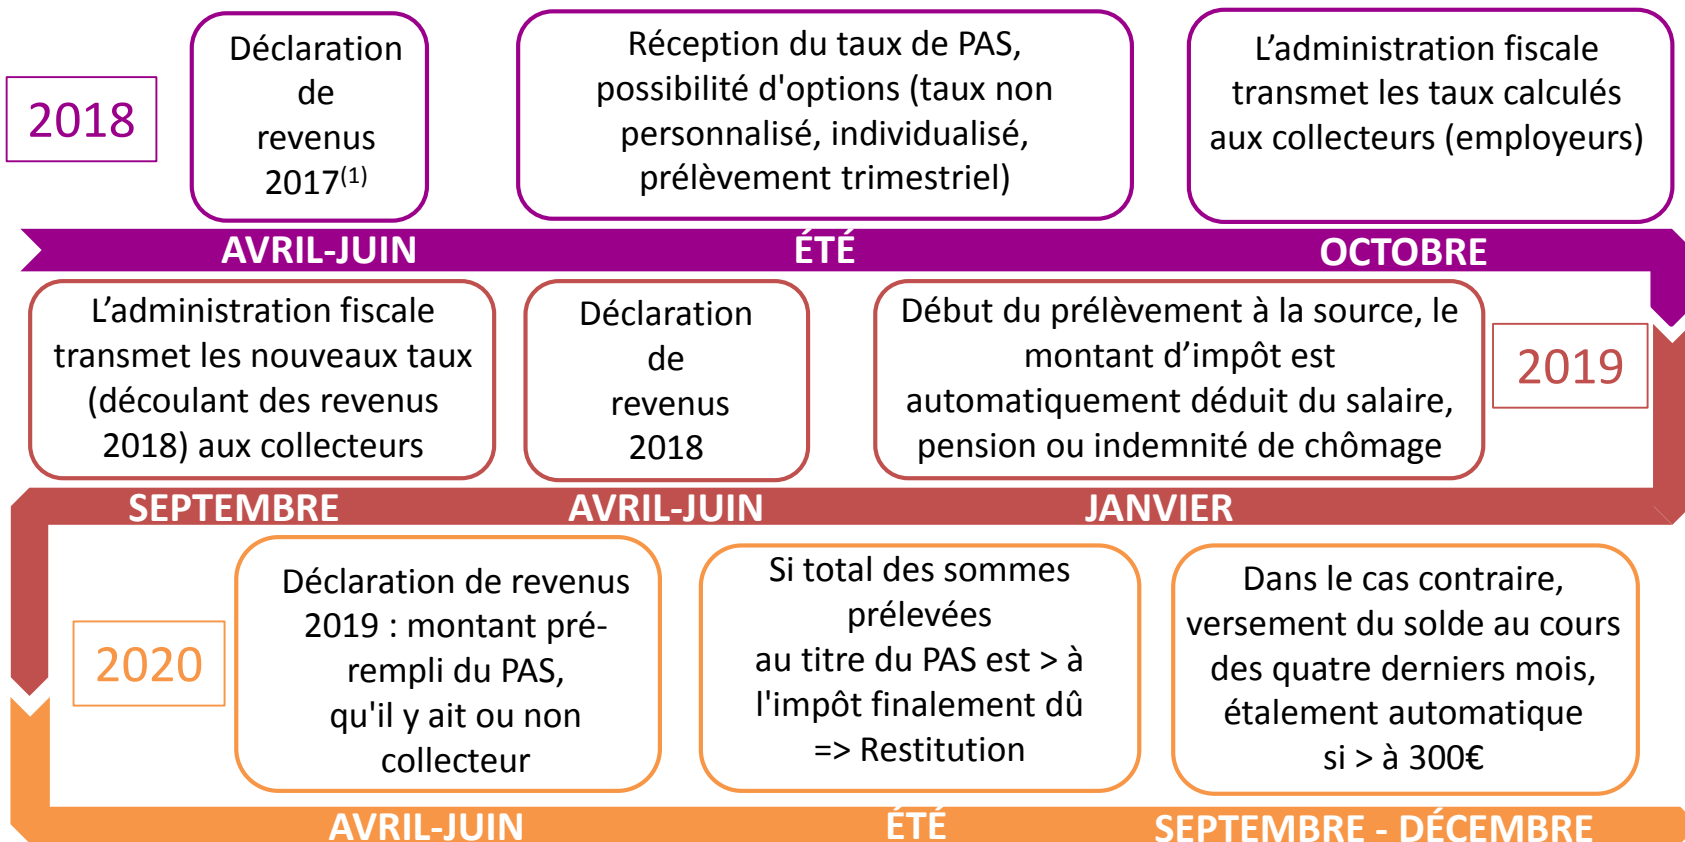 2018
Déclaration
de
revenus
2017(1)
Réception du taux de PAS,
possibilité d'options (taux non
personnalisé, individualisé,
prélèvement trimestriel)
L’administration fiscale
transmet les taux calculés
aux collecteurs (employeurs)
AVRIL-JUIN
ÉTÉ
OCTOBRE
L’administration fiscale
transmet les nouveaux taux
(découlant des revenus
2018) aux collecteurs
Déclaration
de
revenus
2018
Début du prélèvement à la source, le
montant d’impôt est
automatiquement déduit du salaire,
pension ou indemnité de chômage
2019
SEPTEMBRE
AVRIL-JUIN
JANVIER
2020
Déclaration de revenus
2019 : montant pré-
rempli du PAS,
qu'il y ait ou non
collecteur
Si total des sommes
prélevées
au titre du PAS est > à
l'impôt finalement dû
=> Restitution
Dans le cas contraire,
versement du solde au cours
des quatre derniers mois,
étalement automatique
si > à 300€
AVRIL-JUIN
ÉTÉ
SEPTEMBRE - DÉCEMBRE